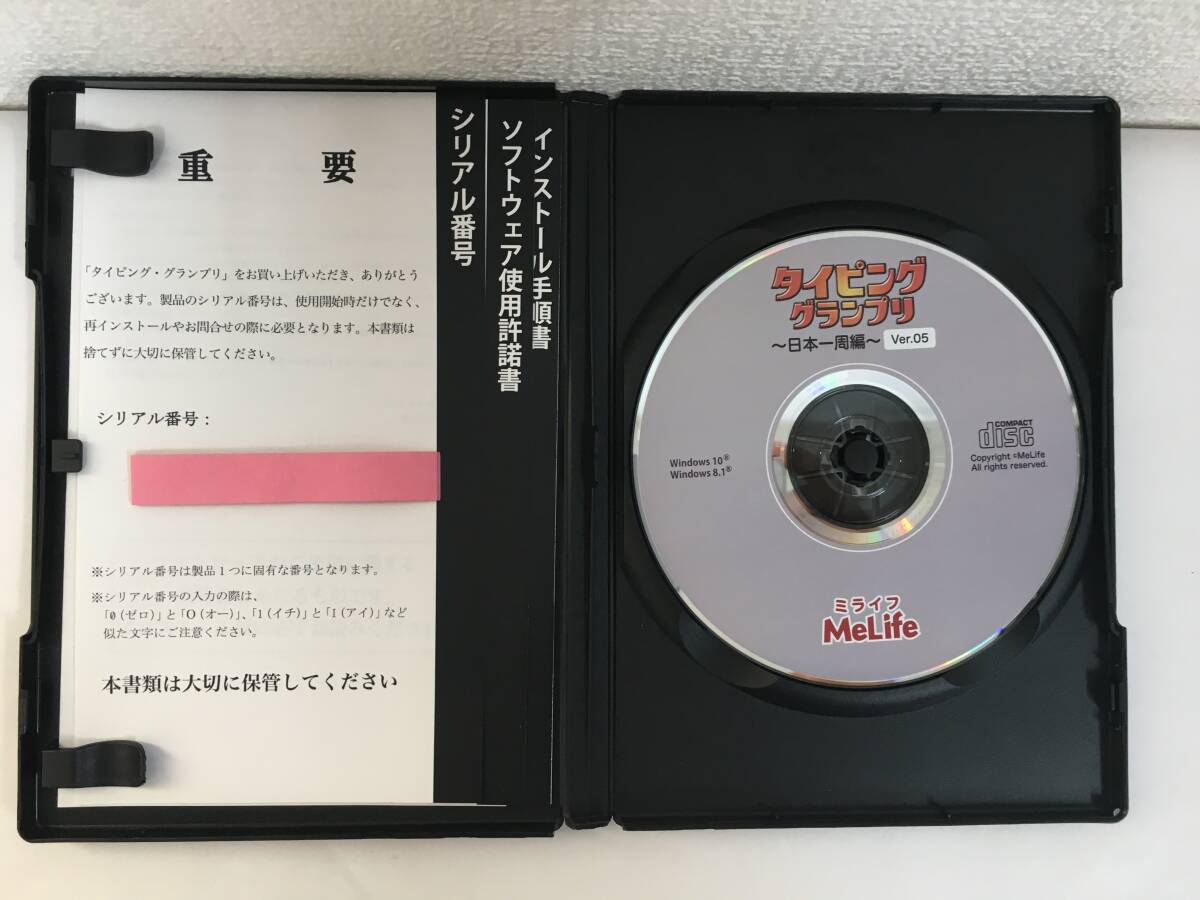 重 要
「タイピング・グランプリ」をお買い上げいただき、ありがとう
ございます。製品のシリアル番号は、使用開始時だけでなく、
再インストールやお問合せの際に必要となります。本書類は
捨てずに大切に保管してください。
シリアル番号：
※シリアル番号は製品1つに固有な番号となります。
※シリアル番号の入力の際は、
「0(ゼロ)」と「O(オー)」、「1(イチ)」と「I(アイ)」など
似た文字にご注意ください。
本書類は大切に保管してください
シリアル番号
ソフトウェア使用許諾書
インストール手順書
タイピング
グランプリ
～日本一周編～ Ver.05
Windows 10®
Windows 8.1®
COMPACT
disc
Copyright ©MeLife
All rights reserved.
ミライフ
MeLife